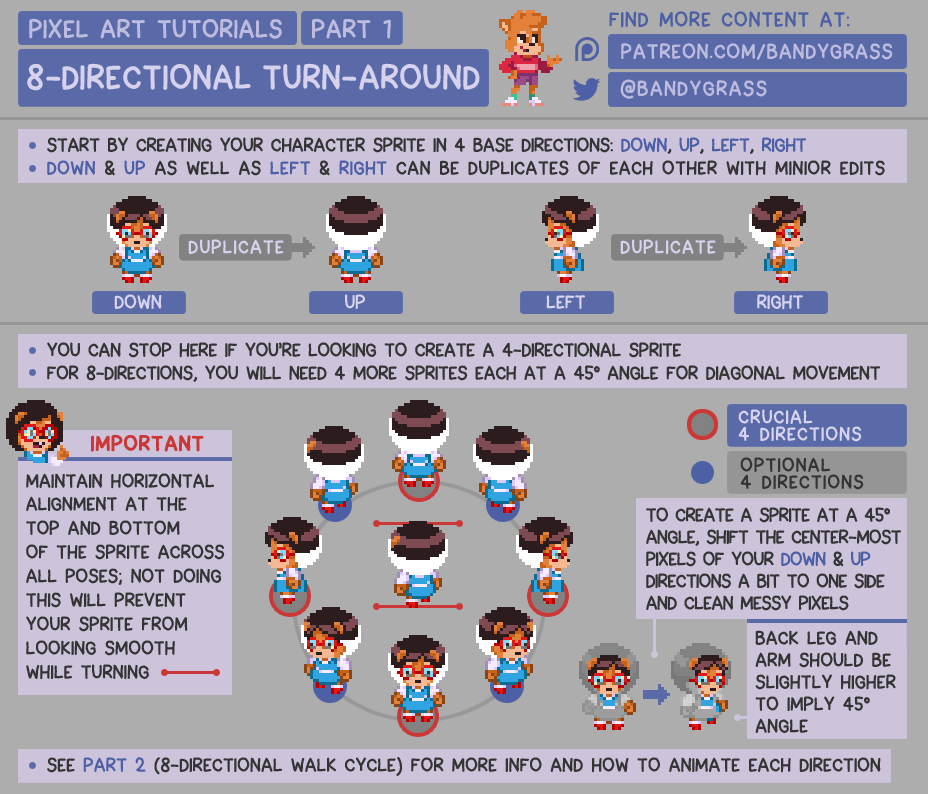 PIXEL ART TUTORIALS
PART 1
8-DIRECTIONAL TURN-AROUND
FIND MORE CONTENT AT:
PATREON.COM/BANDYGRASS
@BANDYGRASS
• START BY CREATING YOUR CHARACTER SPRITE IN 4 BASE DIRECTIONS: DOWN, UP, LEFT, RIGHT
• DOWN & UP AS WELL AS LEFT & RIGHT CAN BE DUPLICATES OF EACH OTHER WITH MINIOR EDITS
DUPLICATE
DUPLICATE
DOWN
UP
LEFT
RIGHT
• YOU CAN STOP HERE IF YOU'RE LOOKING TO CREATE A 4-DIRECTIONAL SPRITE
• FOR 8-DIRECTIONS, YOU WILL NEED 4 MORE SPRITES EACH AT A 45° ANGLE FOR DIAGONAL MOVEMENT
IMPORTANT
MAINTAIN HORIZONTAL
ALIGNMENT AT THE
TOP AND BOTTOM
OF THE SPRITE ACROSS
ALL POSES; NOT DOING
THIS WILL PREVENT
YOUR SPRITE FROM
LOOKING SMOOTH
WHILE TURNING
CRUCIAL
4 DIRECTIONS
OPTIONAL
4 DIRECTIONS
TO CREATE A SPRITE AT A 45°
ANGLE, SHIFT THE CENTER-MOST
PIXELS OF YOUR DOWN & UP
DIRECTIONS A BIT TO ONE SIDE
AND CLEAN MESSY PIXELS
BACK LEG AND
ARM SHOULD BE
SLIGHTLY HIGHER
TO IMPLY 45°
ANGLE
• SEE PART 2 (8-DIRECTIONAL WALK CYCLE) FOR MORE INFO AND HOW TO ANIMATE EACH DIRECTION